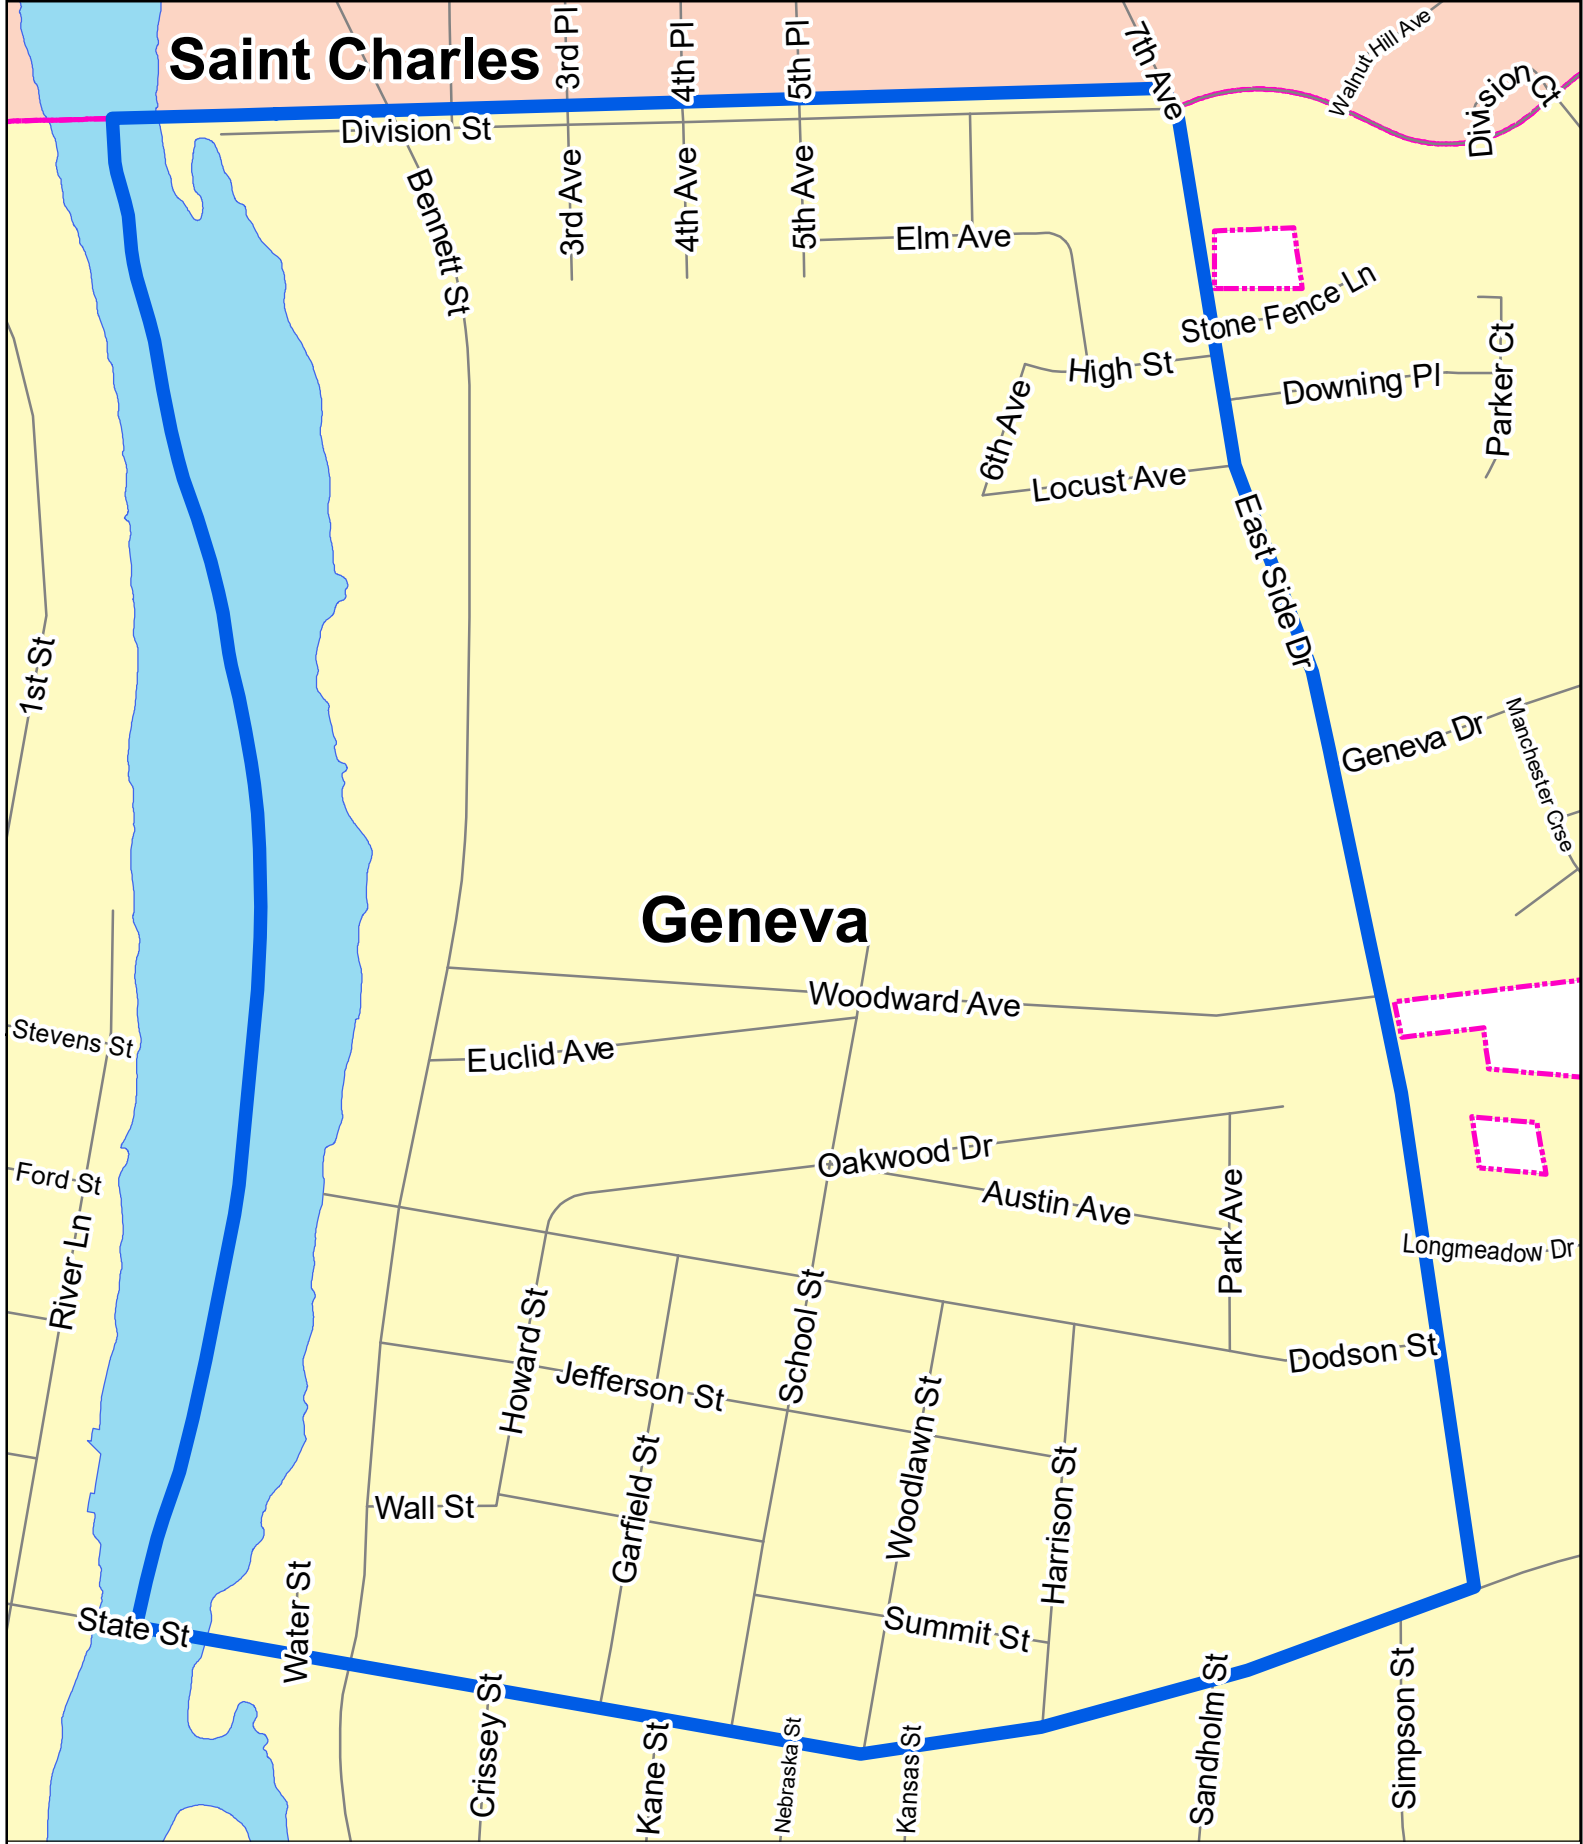 Saint Charles
3rd Pl
4th Pl
5th Pl
7th Ave
Walnut Hill Ave
Division Ct
Division St
Bennett St
3rd Ave
4th Ave
5th Ave
Elm Ave
Stone Fence Ln
High St
Downing Pl
Parker Ct
6th Ave
Locust Ave
East Side Dr
1st St
Geneva Dr
Manchester Crse
Geneva
Woodward Ave
Stevens St
Euclid Ave
Oakwood Dr
Ford St
Austin Ave
Park Ave
River Ln
Longmeadow Dr
Howard St
School St
Dodson St
Jefferson St
Woodlawn St
Garfield St
Harrison St
Wall St
Water St
State St
Summit St
Crissey St
Kane St
Nebraska St
Kansas St
Sandholm St
Simpson St